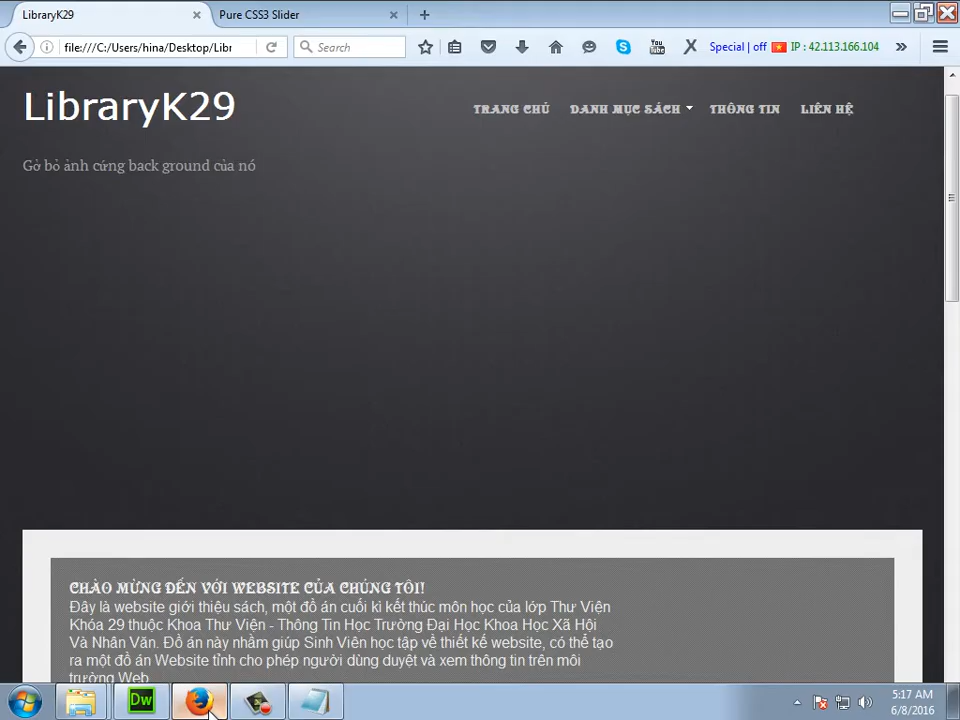 LibraryK29
Pure CSS3 Slider
file:///C:/Users/hina/Desktop/Libr
Search
You
Tube
Special | off
IP : 42.113.166.104
LibraryK29
TRANG CHỦ
DANH MỤC SÁCH
THÔNG TIN
LIÊN HỆ
Gở bỏ ảnh cứng back ground của nó
CHÀO MỪNG ĐẾN VỚI WEBSITE CỦA CHÚNG TÔI!
Đây là website giới thiệu sách, một đồ án cuối kì kết thúc môn học của lớp Thư Viện
Khóa 29 thuộc Khoa Thư Viện - Thông Tin Học Trường Đại Học Khoa Học Xã Hội
Và Nhân Văn. Đồ án này nhằm giúp Sinh Viên học tập về thiết kế website, có thể tạo
ra một đồ án Website tỉnh cho phép người dùng duyệt và xem thông tin trên môi
trường Web
Dw
5:17 AM
6/8/2016